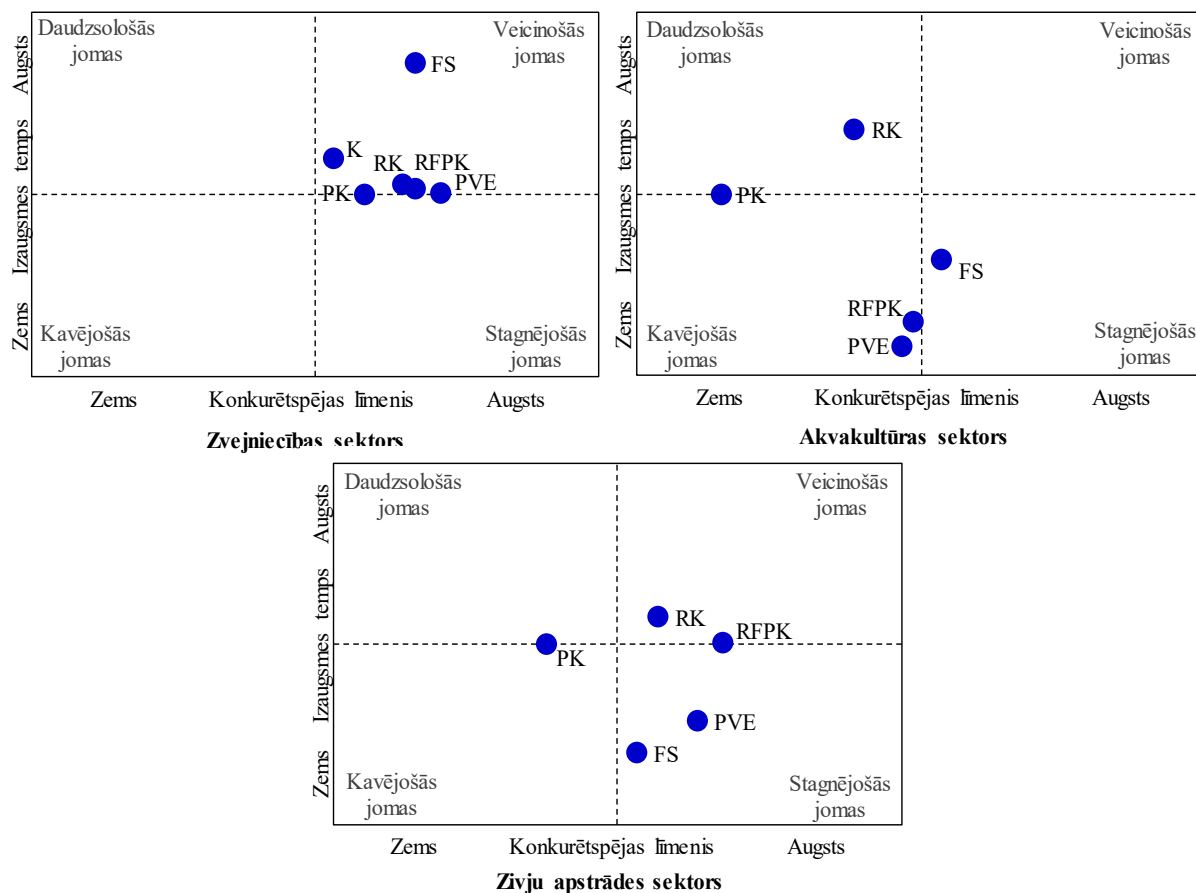 Daudzsološās
jomas
Veicinošās
jomas
FS
K
RK
RFPK
PK
PVE
Kavējošās
jomas
Stagnējošās
jomas
Zems Izaugsmes temps Augsts
Zems Konkurētspējas līmenis Augsts
Zvejniecības sektors
Daudzsološās
jomas
Veicinošās
jomas
RK
PK
FS
RFPK
PVE
Kavējošās
jomas
Stagnējošās
jomas
Zems Izaugsmes temps Augsts
Zems Konkurētspējas līmenis Augsts
Akvakultūras sektors
Daudzsološās
jomas
Veicinošās
jomas
RK
RFPK
PK
PVE
FS
Kavējošās
jomas
Stagnējošās
jomas
Zems Izaugsmes temps Augsts
Zems Konkurētspējas līmenis Augsts
Zivju apstrādes sektors